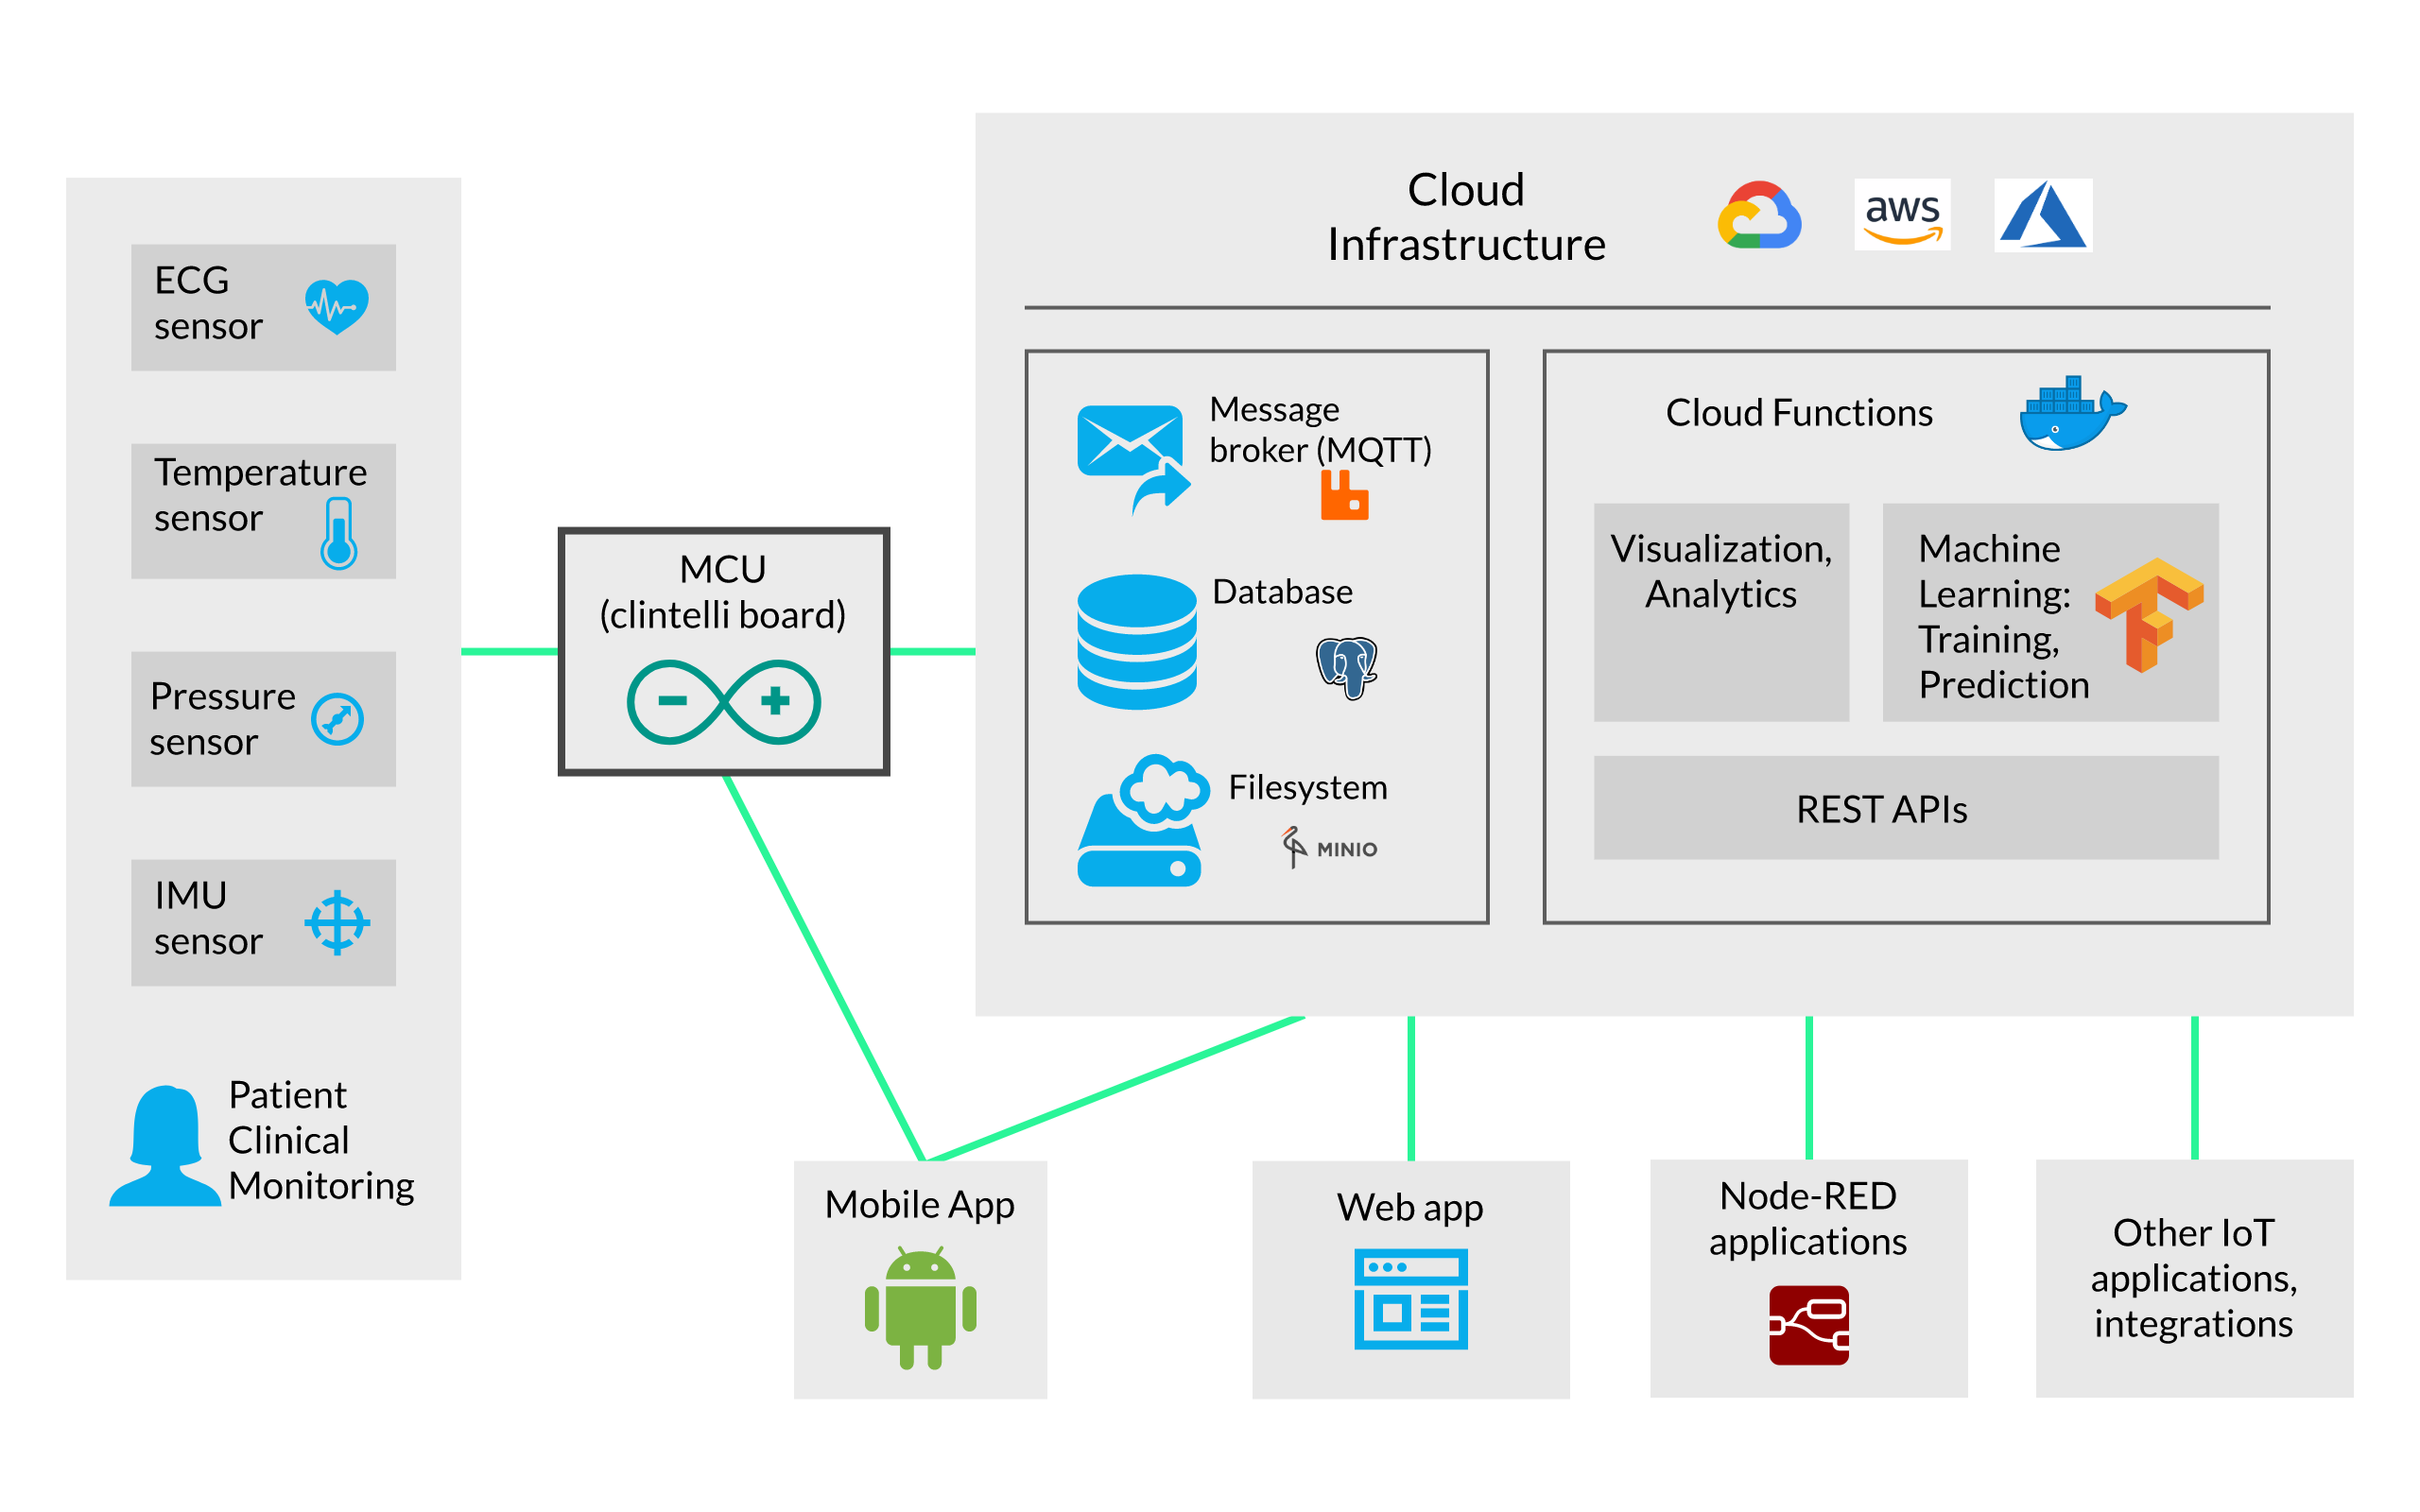 ECG
sensor
Temperature
sensor
Pressure
sensor
IMU
sensor
Patient
Clinical
Monitoring
MCU
(clintelli board)
Cloud
Infrastructure
aws
Message
broker (MQTT)
Database
Filesystem
MINIO
Cloud Functions
Visualization,
Analytics
Machine
Learning:
Training,
Prediction
REST APIs
Mobile App
Web app
Node-RED
applications
Other IoT
applications,
integrations